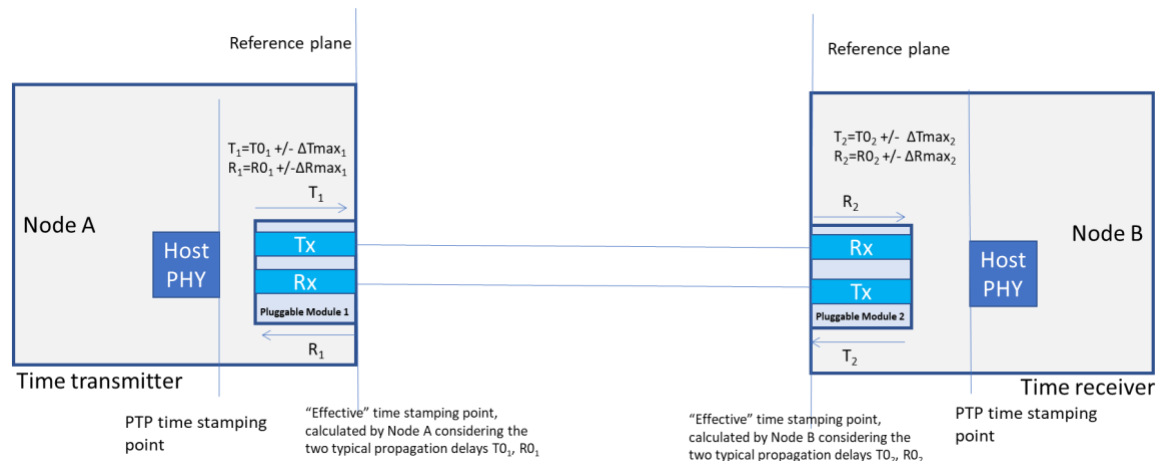 Reference plane
Reference plane
T₁=T0₁ +/- ΔTmax₁
R₁=R0₁ +/-ΔRmax₁
T₁
T₂=T0₂ +/- ΔTmax₂
R₂=R0₂ +/- ΔRmax₂
R₂
Node A
Host
PHY
Tx
Rx
Pluggable Module 1
R₁
Rx
Tx
Pluggable Module 2
T₂
Host
PHY
Node B
Time transmitter
Time receiver
PTP time stamping
point
“Effective” time stamping point,
calculated by Node A considering the
two typical propagation delays T0₁, R0₁
“Effective” time stamping point,
calculated by Node B considering the
two typical propagation delays T0₂, R0₂
PTP time stamping
point